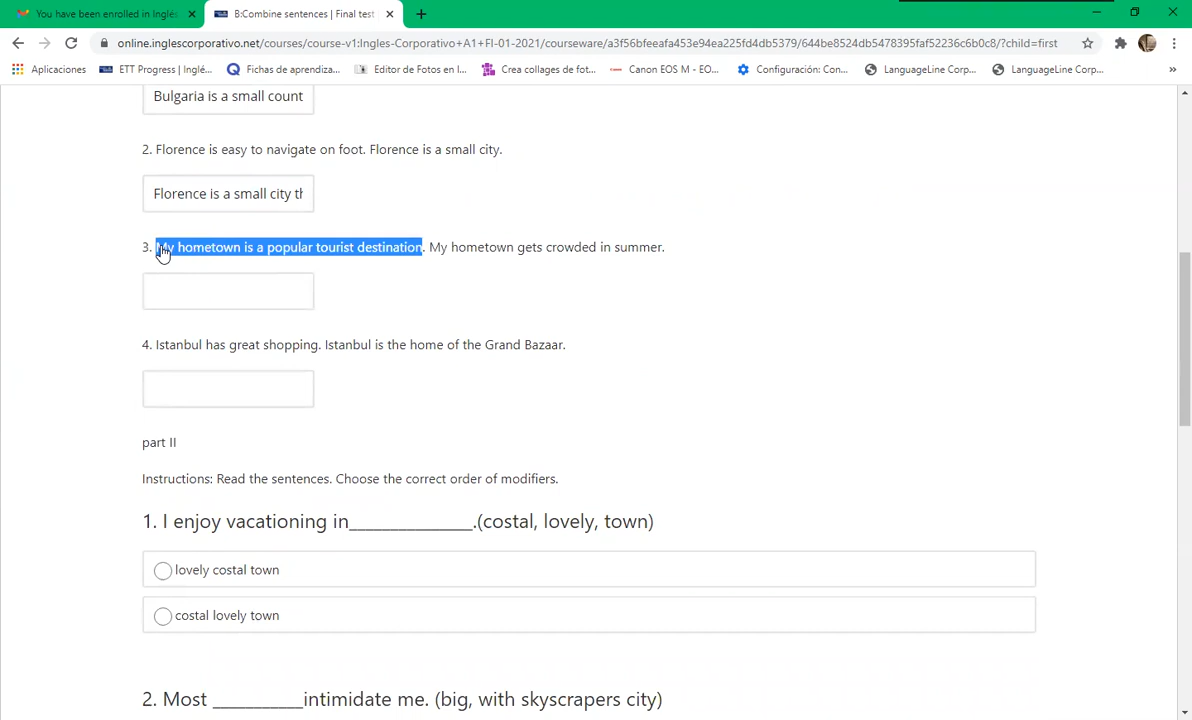 You have been enrolled in Inglés
B:Combine sentences | Final test
online.inglescorporativo.net/courses/course-v1:Ingles-Corporativo+A1+FI-01-2021/courseware/a3f56bfeeafa453e94ea225fd4db5379/644be8524db5478395faf52236c6b0c8/?child=first
Aplicaciones
ETT Progress | Inglé...
Fichas de aprendiza...
Editor de Fotos en l...
Crea collages de fot...
Canon EOS M - EO...
Configuración: Con...
LanguageLine Corp...
LanguageLine Corp...
»
Bulgaria is a small count
2. Florence is easy to navigate on foot. Florence is a small city.
Florence is a small city th
3. My hometown is a popular tourist destination. My hometown gets crowded in summer.
4. Istanbul has great shopping. Istanbul is the home of the Grand Bazaar.
part II
Instructions: Read the sentences. Choose the correct order of modifiers.
1. I enjoy vacationing in_______________.(costal, lovely, town)
lovely costal town
costal lovely town
2. Most ___________intimidate me. (big, with skyscrapers city)